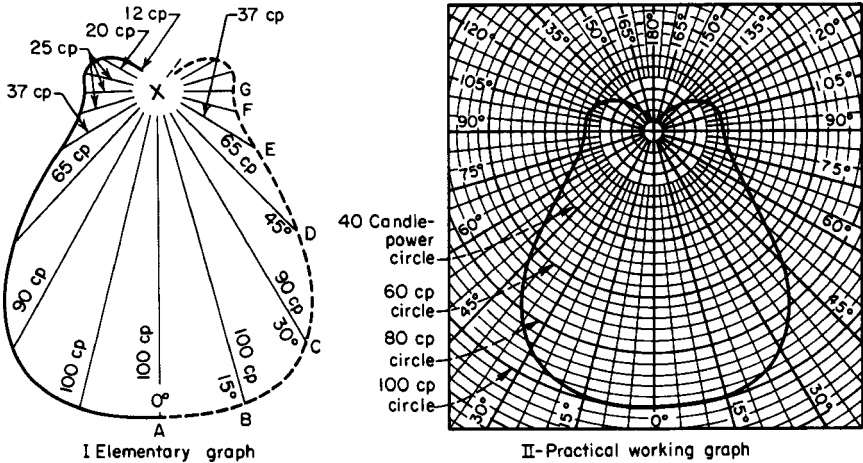 12 cp
20 cp
37 cp
25 cp
37 cp
65 cp
90 cp
100 cp
100 cp
0°
A
100 cp
15°
B
90 cp
30°
C
65 cp
45°
D
E
F
G
X
I Elementary graph
120°
135°
150°
165°
180°
165°
150°
135°
120°
105°
105°
90°
90°
75°
75°
60°
60°
45°
45°
30°
15°
0°
15°
30°
40 Candle-
power
circle
60 cp
circle
80 cp
circle
100 cp
circle
II-Practical working graph